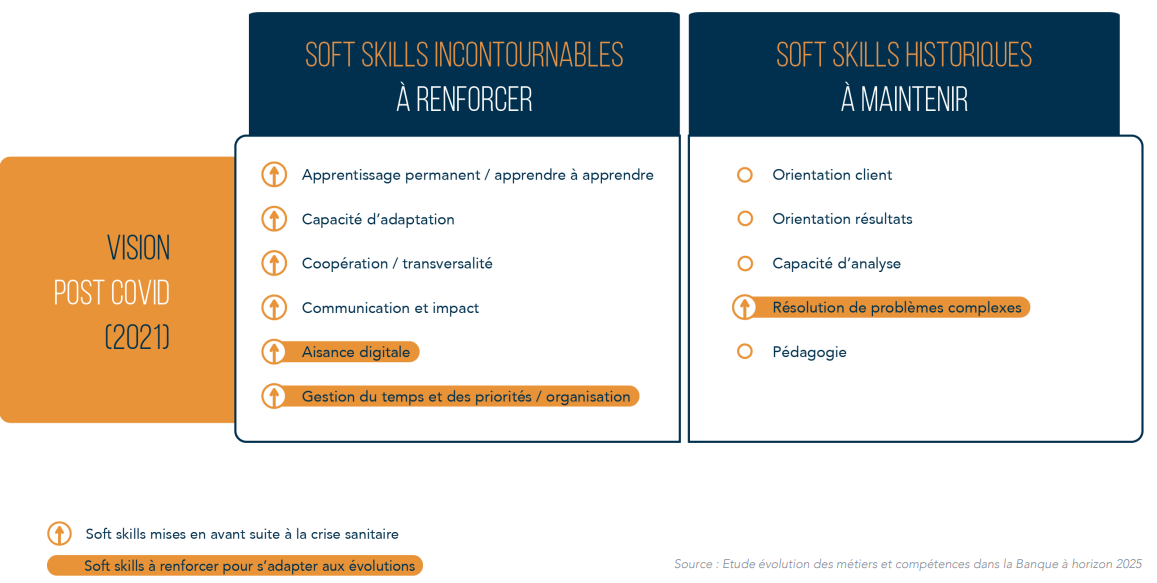 SOFT SKILLS INCONTOURNABLES
À RENFORCER
SOFT SKILLS HISTORIQUES
À MAINTENIR
VISION
POST COVID
(2021)
Apprentissage permanent / apprendre à apprendre
Capacité d'adaptation
Coopération / transversalité
Communication et impact
Aisance digitale
Gestion du temps et des priorités / organisation
Orientation client
Orientation résultats
Capacité d'analyse
Résolution de problèmes complexes
Pédagogie
Soft skills mises en avant suite à la crise sanitaire
Soft skills à renforcer pour s'adapter aux évolutions
Source : Etude évolution des métiers et compétences dans la Banque à horizon 2025